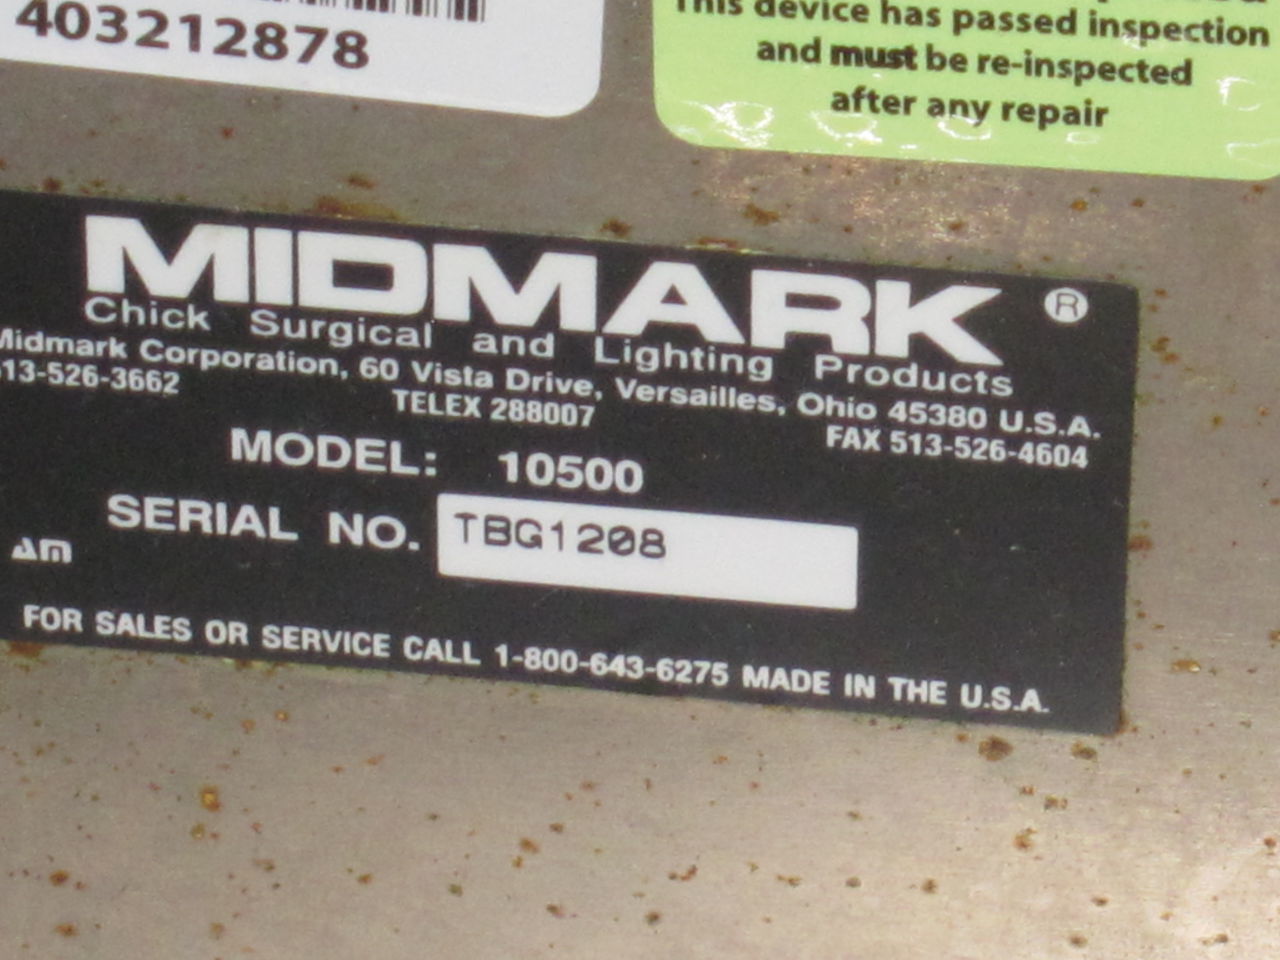 403212878
This device has passed inspection
and must be re-inspected
after any repair
MIDMARK ®
Chick Surgical and Lighting Products
Midmark Corporation, 60 Vista Drive, Versailles, Ohio 45380 U.S.A.
513-526-3662 TELEX 288007 FAX 513-526-4604
MODEL: 10500
SERIAL NO. TBG1208
AM
FOR SALES OR SERVICE CALL 1-800-643-6275 MADE IN THE U.S.A.